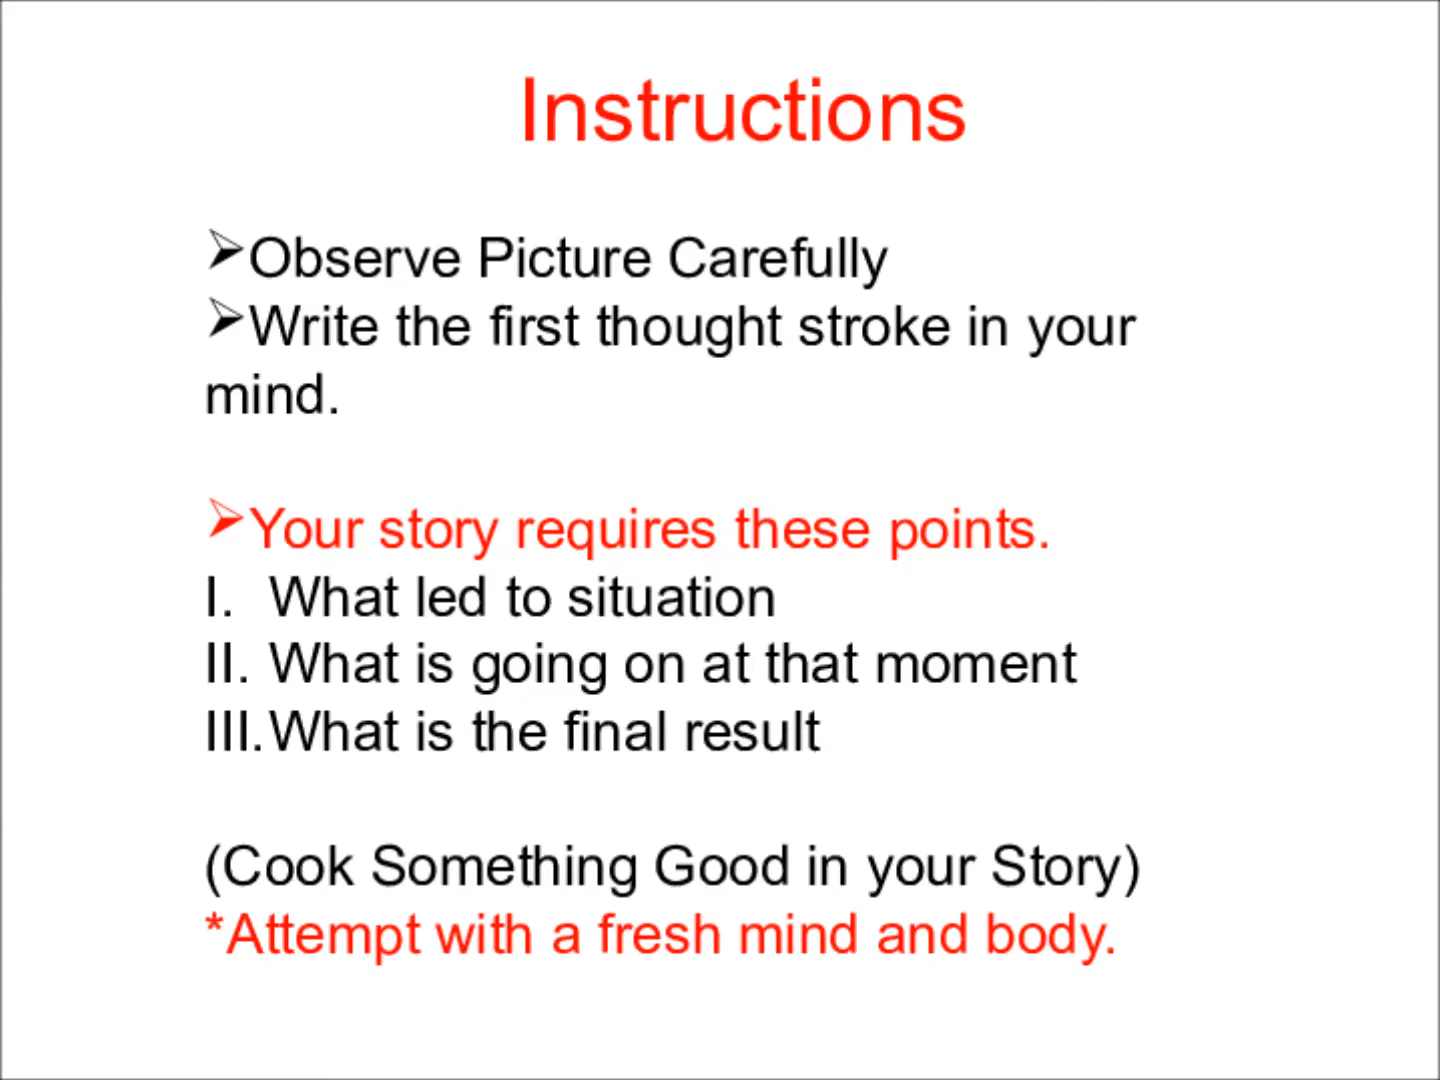 Instructions
➢Observe Picture Carefully
➢Write the first thought stroke in your
mind.
➢Your story requires these points.
I. What led to situation
II. What is going on at that moment
III.What is the final result
(Cook Something Good in your Story)
*Attempt with a fresh mind and body.